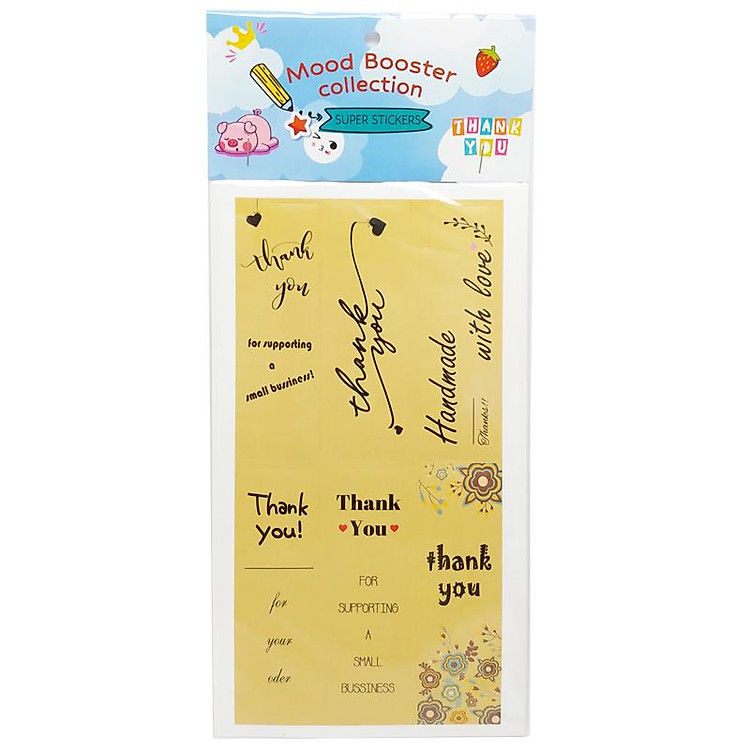 Mood Booster
collection
SUPER STICKERS
THANK
YOU
thank
you
for supporting
a
small bussiness!
thank
you
Handmade
with love
Thanks!!
Thank
you!
for
your
oder
Thank
You
FOR
SUPPORTING
A
SMALL
BUSSINESS
thank
you